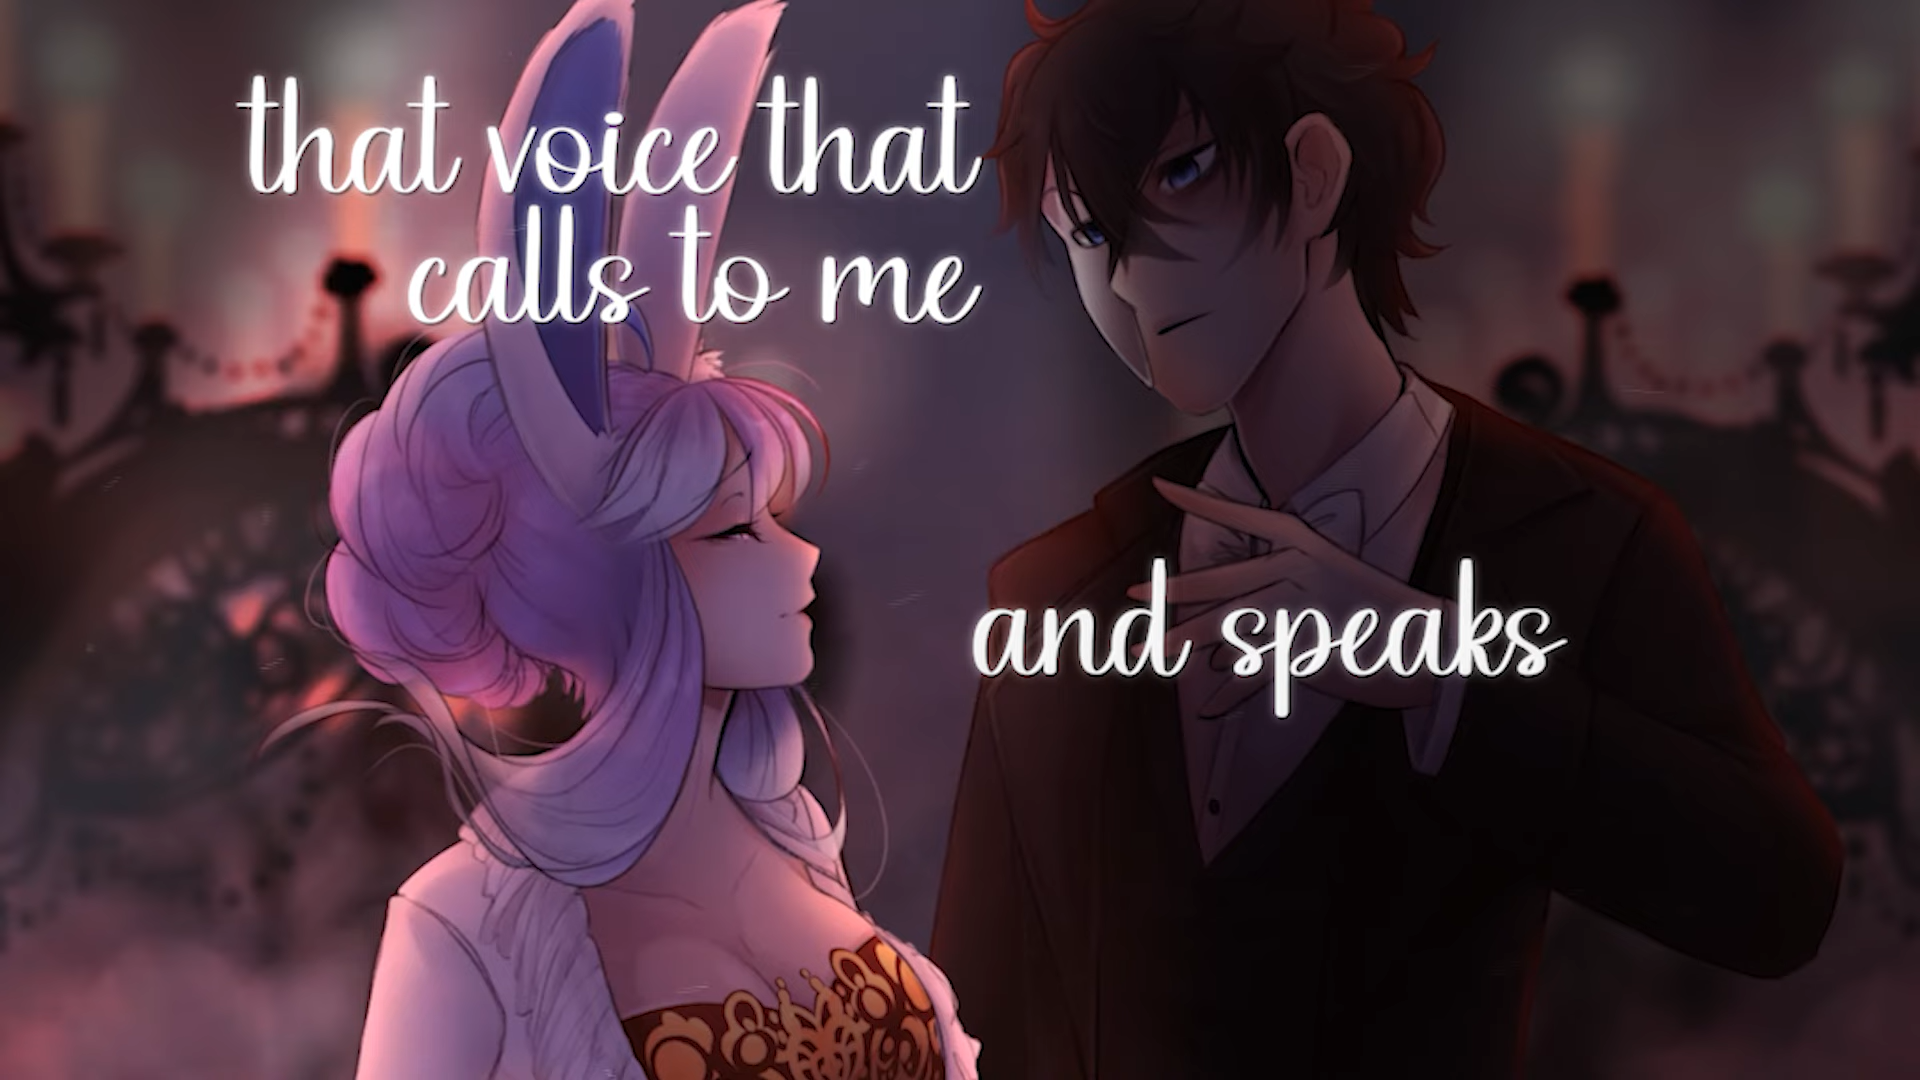 that voice that
calls to me
and speaks